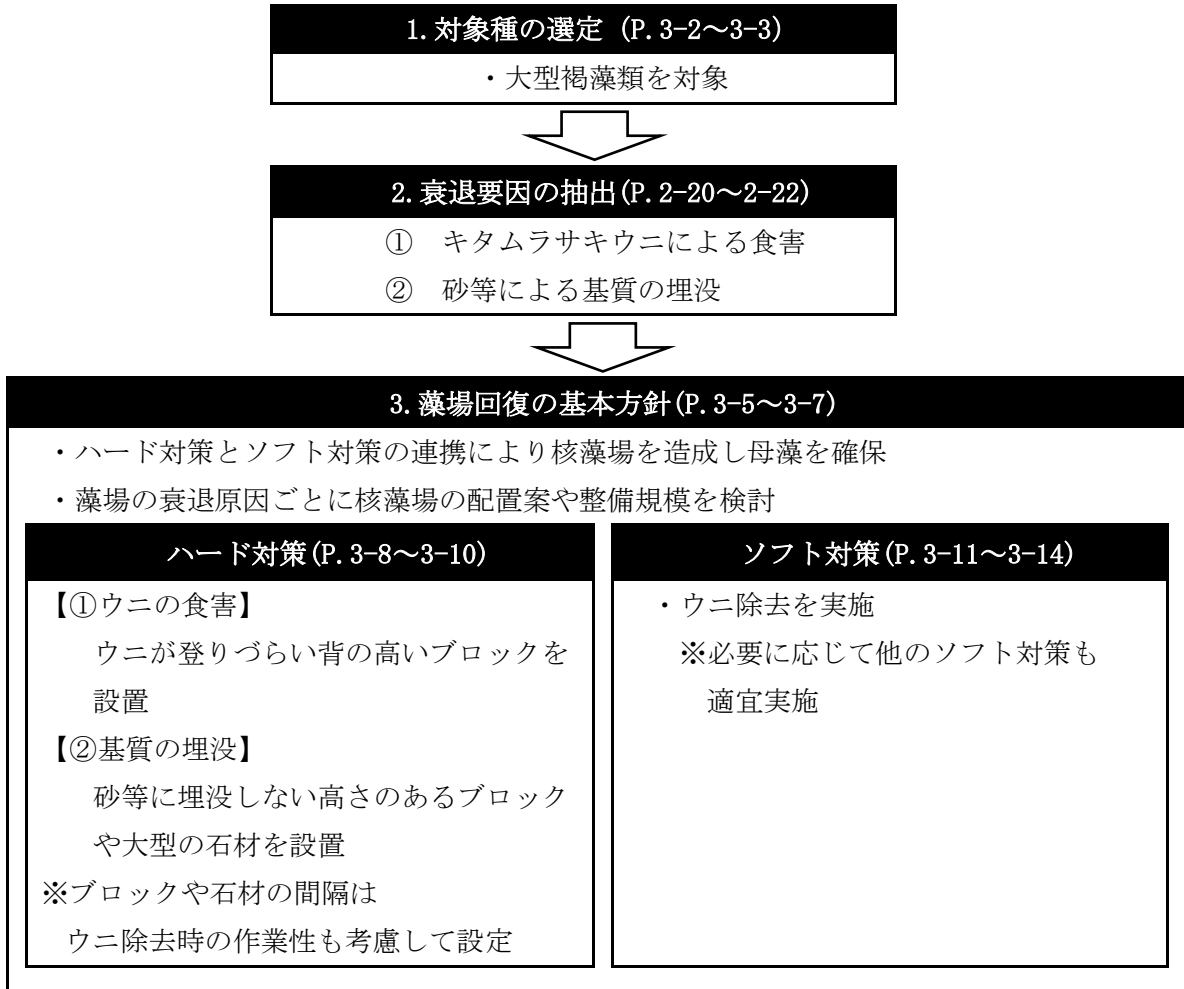 1.対象種の選定 (P.3-2～3-3)
・大型褐藻類を対象
2.衰退要因の抽出(P.2-20～2-22)
① キタムラサキウニによる食害
② 砂等による基質の埋没
3.藻場回復の基本方針(P.3-5～3-7)
・ハード対策とソフト対策の連携により核藻場を造成し母藻を確保
・藻場の衰退原因ごとに核藻場の配置案や整備規模を検討
ハード対策(P.3-8～3-10)
【①ウニの食害】
ウニが登りづらい背の高いブロックを
設置
【②基質の埋没】
砂等に埋没しない高さのあるブロック
や大型の石材を設置
※ブロックや石材の間隔は
ウニ除去時の作業性も考慮して設定
ソフト対策(P.3-11～3-14)
・ウニ除去を実施
※必要に応じて他のソフト対策も
適宜実施